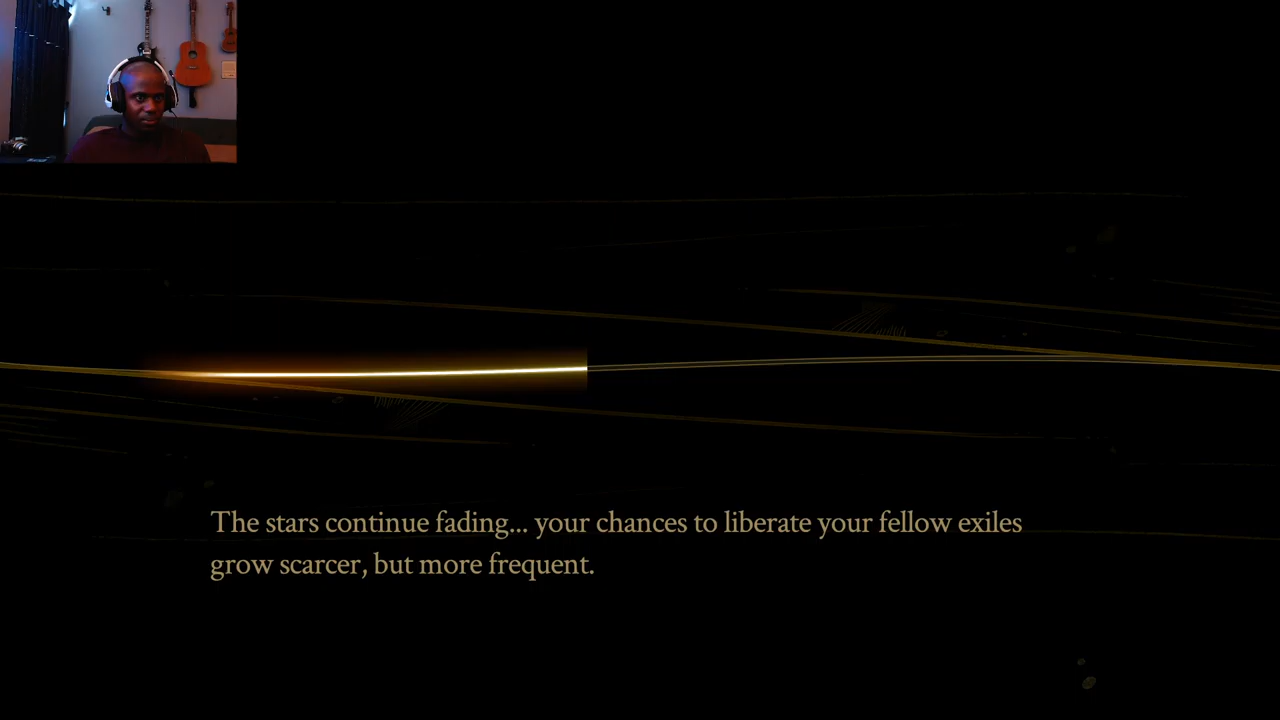 The stars continue fading... your chances to liberate your fellow exiles
grow scarcer, but more frequent.